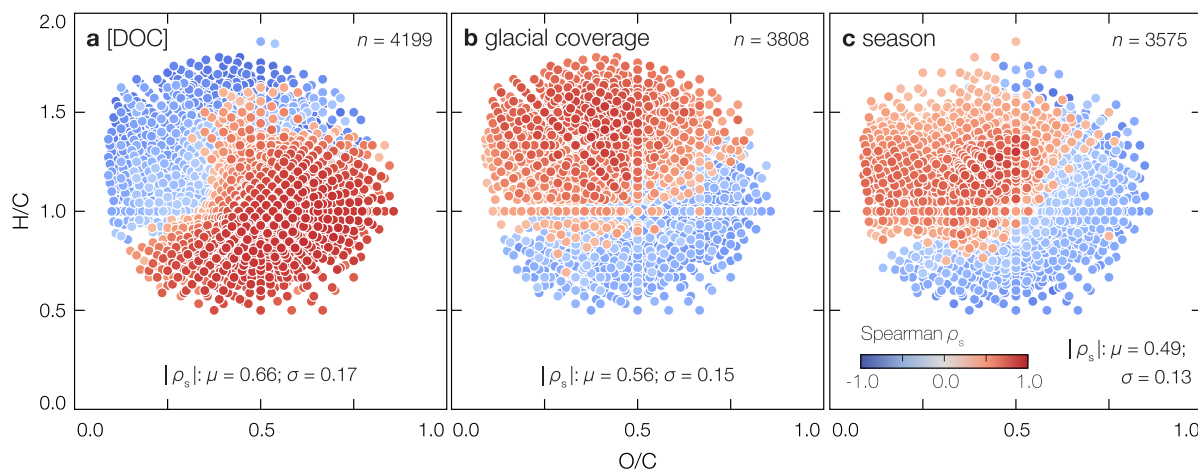 2.0
1.5
1.0
0.5
0.0
H/C
a [DOC]
n = 4199
|ρs|: μ = 0.66; σ = 0.17
b glacial coverage
n = 3808
|ρs|: μ = 0.56; σ = 0.15
c season
n = 3575
Spearman ρs
-1.0 0.0 1.0
|ρs|: μ = 0.49;
σ = 0.13
0.0 0.5 1.0 0.0 0.5 1.0 0.0 0.5 1.0
O/C